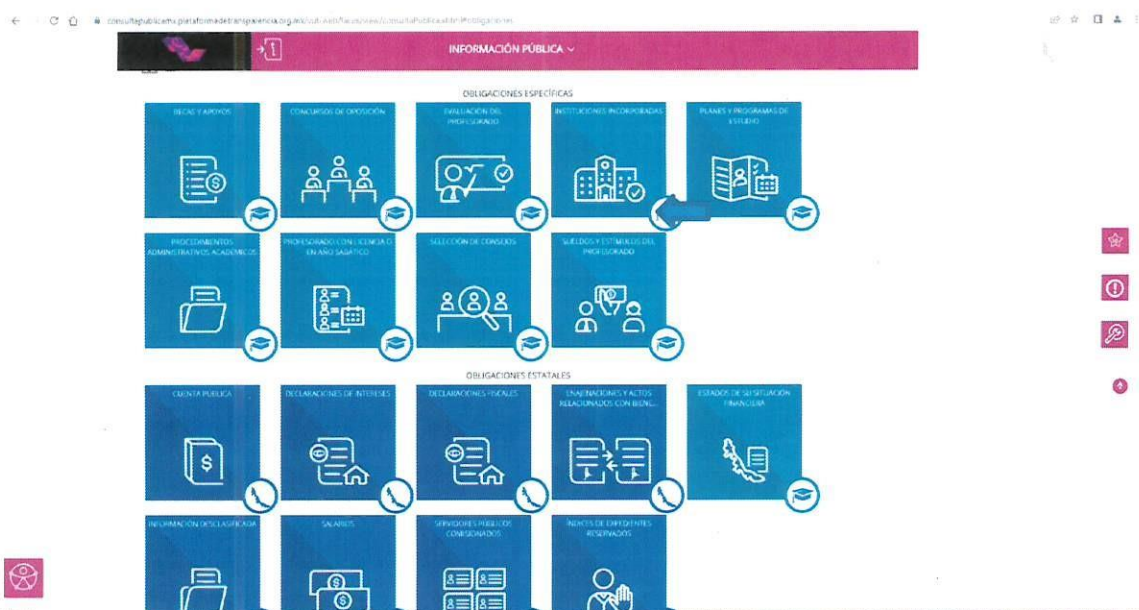 INFORMACIÓN PÚBLICA
OBLIGACIONES ESPECÍFICAS
BECAS Y APOYOS
CONCURSOS DE OPOSICIÓN
EVALUACIÓN DEL
PROFESORADO
INSTITUCIONES INCORPORADAS
PLANES Y PROGRAMAS DE
ESTUDIO
PROCEDIMIENTOS
ADMINISTRATIVOS ACADÉMICOS
PROFESORADO CON LICENCIA O
EN AÑO SABÁTICO
SELECCIÓN DE CONSEJOS
SUELDOS Y ESTÍMULOS DEL
PROFESORADO
OBLIGACIONES ESTATALES
CUENTA PÚBLICA
DECLARACIONES DE INTERESES
DECLARACIONES FISCALES
ENAJENACIONES Y ACTOS
RELACIONADOS CON BIENE...
ESTADOS DE SU SITUACIÓN
FINANCIERA
INFORMACIÓN DESCLASIFICADA
SALARIOS
SERVIDORES PÚBLICOS
COMISIONADOS
ÍNDICES DE EXPEDIENTES
RESERVADOS